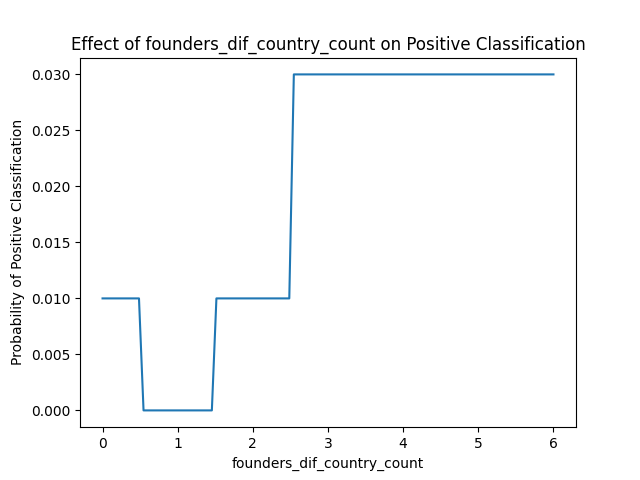 Effect of founders_dif_country_count on Positive Classification
Probability of Positive Classification
0.030
0.025
0.020
0.015
0.010
0.005
0.000
0 1 2 3 4 5 6
founders_dif_country_count